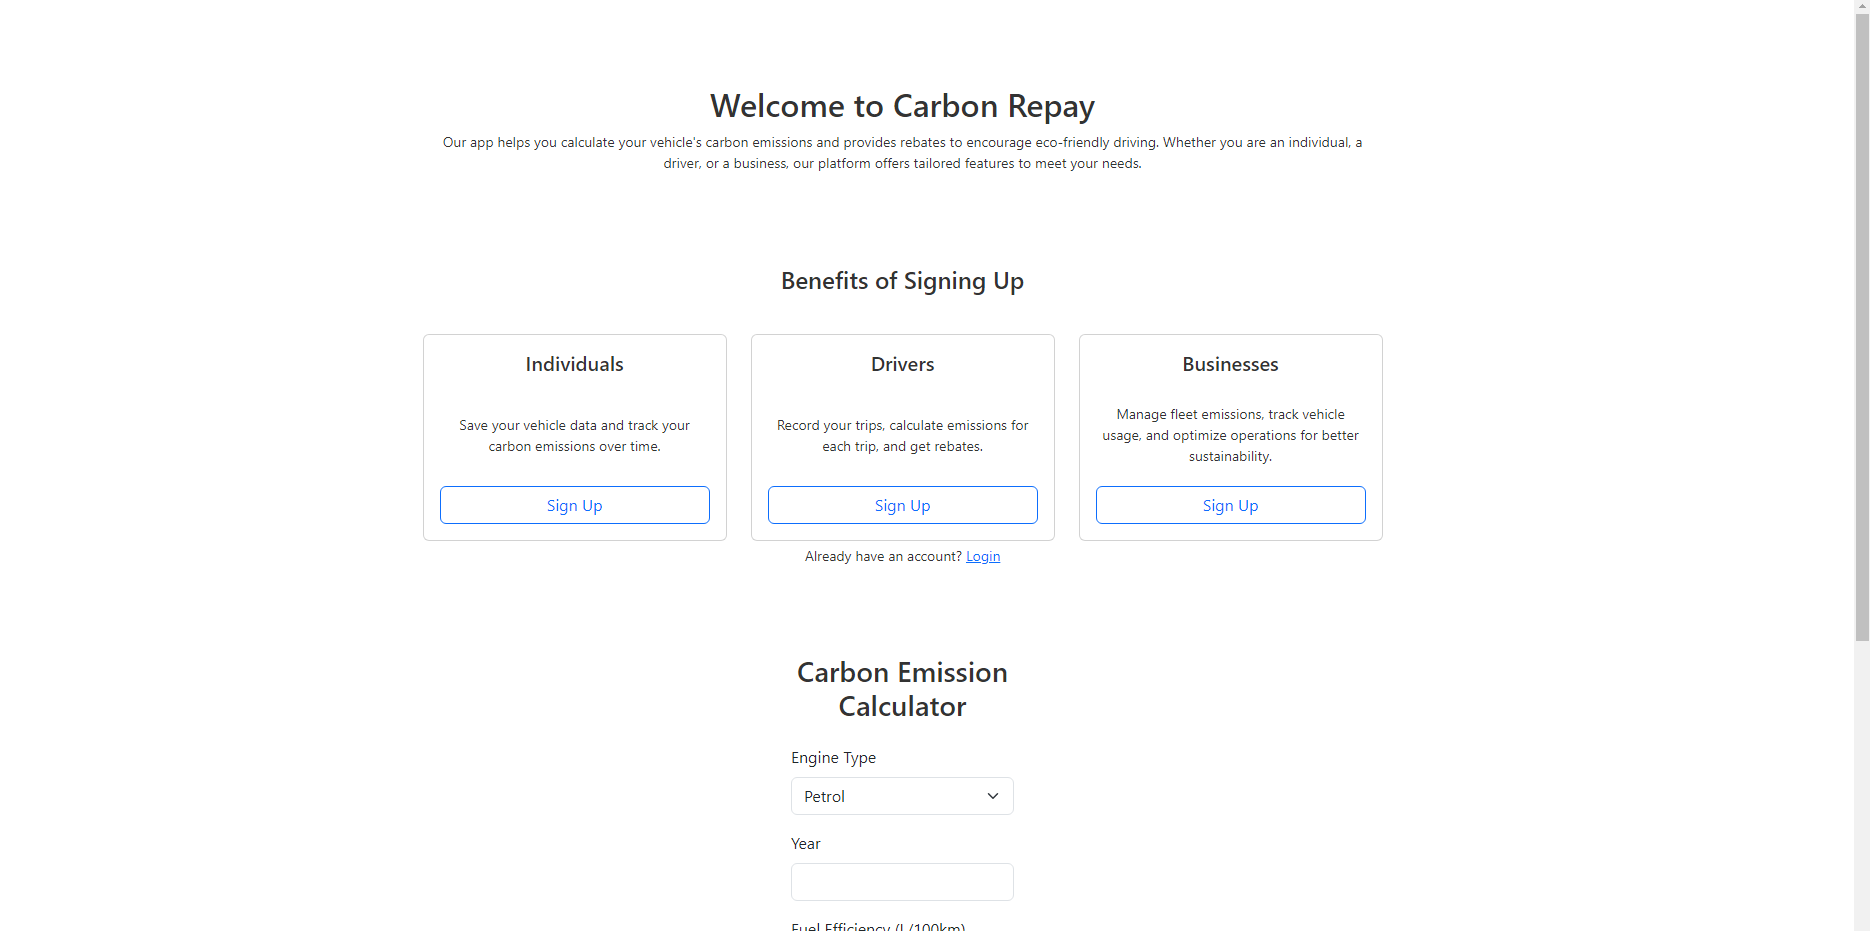 Welcome to Carbon Repay
Our app helps you calculate your vehicle's carbon emissions and provides rebates to encourage eco-friendly driving. Whether you are an individual, a
driver, or a business, our platform offers tailored features to meet your needs.
Benefits of Signing Up
Individuals
Save your vehicle data and track your
carbon emissions over time.
Sign Up
Drivers
Record your trips, calculate emissions for
each trip, and get rebates.
Sign Up
Businesses
Manage fleet emissions, track vehicle
usage, and optimize operations for better
sustainability.
Sign Up
Already have an account? Login
Carbon Emission
Calculator
Engine Type
Petrol
Year
Fuel Efficiency (L/100km)